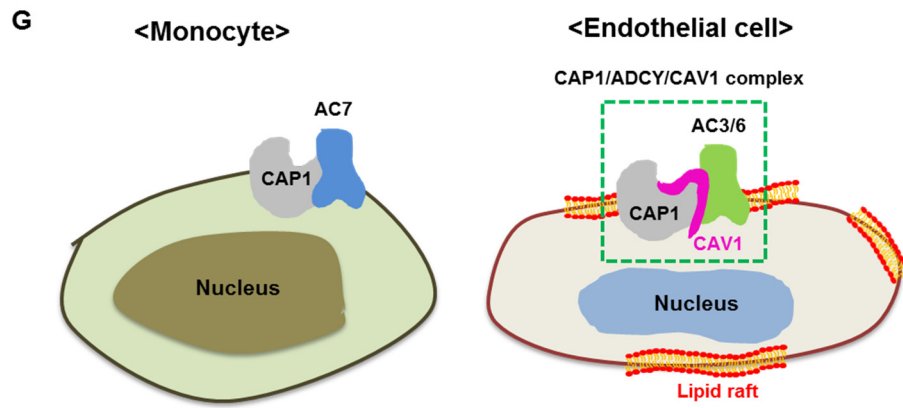 G
<Monocyte>
<Endothelial cell>
CAP1/ADCY/CAV1 complex
AC7
CAP1
Nucleus
AC3/6
CAP1
CAV1
Nucleus
Lipid raft